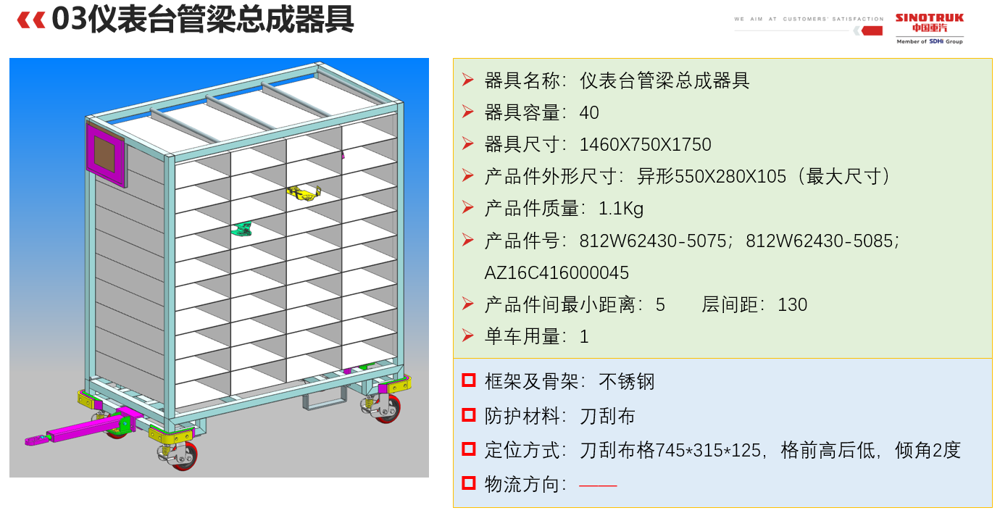 03仪表台管梁总成器具
WE AIM AT CUSTOMERS' SATISFACTION
SINOTRUK
中国重汽
Member of SDHi Group
器具名称：仪表台管梁总成器具
器具容量：40
器具尺寸：1460X750X1750
产品件外形尺寸：异形550X280X105（最大尺寸）
产品件质量：1.1Kg
产品件号：812W62430-5075；812W62430-5085；
AZ16C416000045
产品件间最小距离：5 层间距：130
单车用量：1
框架及骨架：不锈钢
防护材料：刀刮布
定位方式：刀刮布格745*315*125，格前高后低，倾角2度
物流方向：——